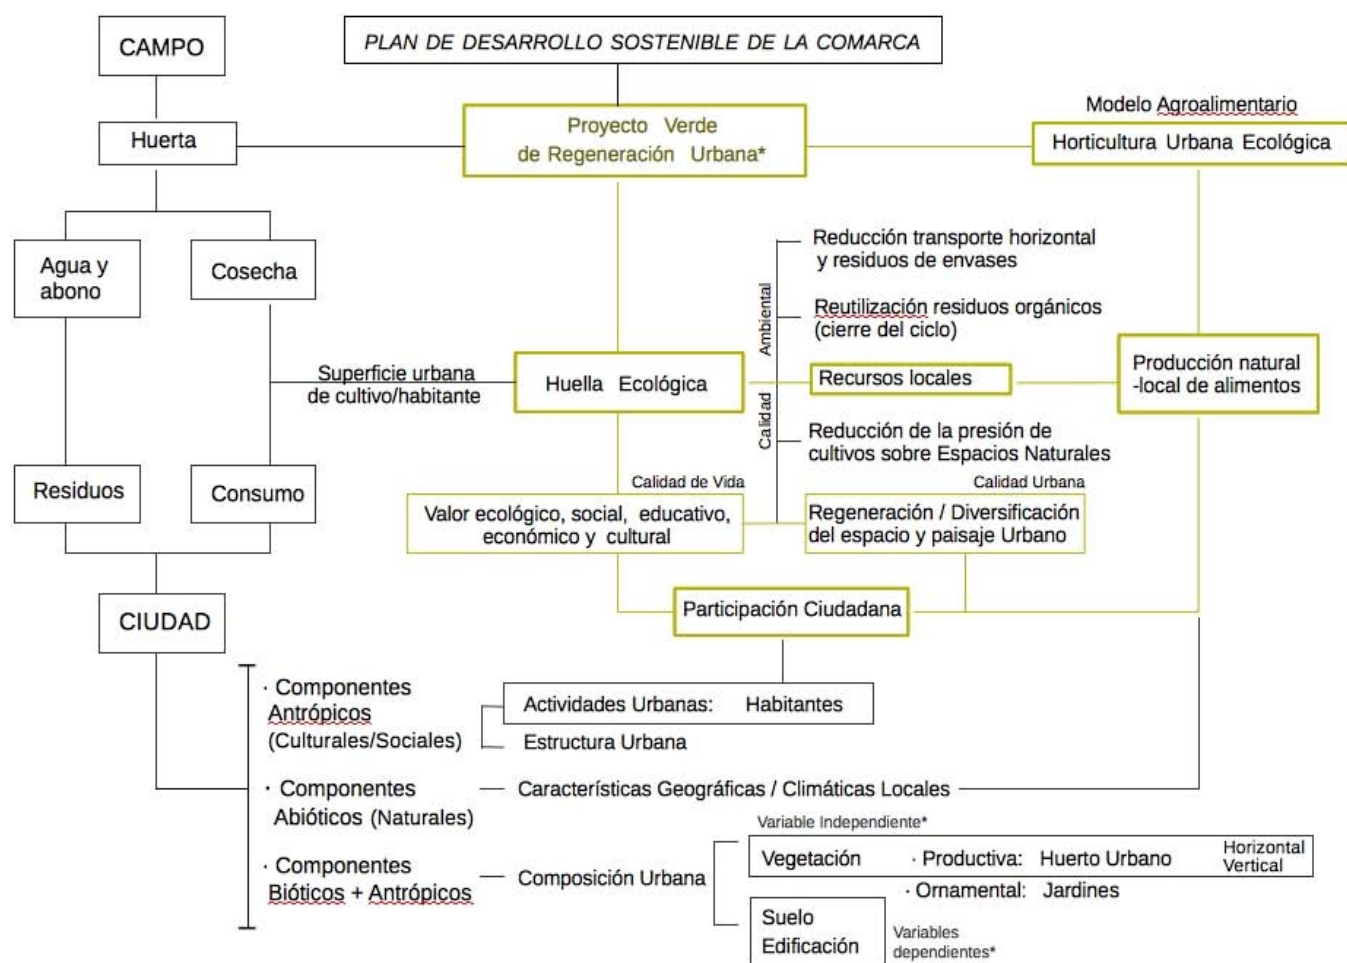 CAMPO
PLAN DE DESARROLLO SOSTENIBLE DE LA COMARCA
Huerta
Proyecto Verde
de Regeneración Urbana*
Modelo Agroalimentario
Horticultura Urbana Ecológica
Agua y
abono
Cosecha
Reducción transporte horizontal
y residuos de envases
Reutilización residuos orgánicos
(cierre del ciclo)
Calidad Ambiental
Superficie urbana
de cultivo/habitante
Huella Ecológica
Recursos locales
Producción natural
-local de alimentos
Reducción de la presión de
cultivos sobre Espacios Naturales
Residuos
Consumo
Calidad de Vida
Valor ecológico, social, educativo,
económico y cultural
Calidad Urbana
Regeneración / Diversificación
del espacio y paisaje Urbano
Participación Ciudadana
CIUDAD
· Componentes
Antrópicos
(Culturales/Sociales)
Actividades Urbanas: Habitantes
Estructura Urbana
· Componentes
Abióticos (Naturales)
Características Geográficas / Climáticas Locales
· Componentes
Bióticos + Antrópicos
Composición Urbana
Variable Independiente*
Vegetación · Productiva: Huerto Urbano
Horizontal
Vertical
· Ornamental: Jardines
Suelo
Edificación
Variables
dependientes*